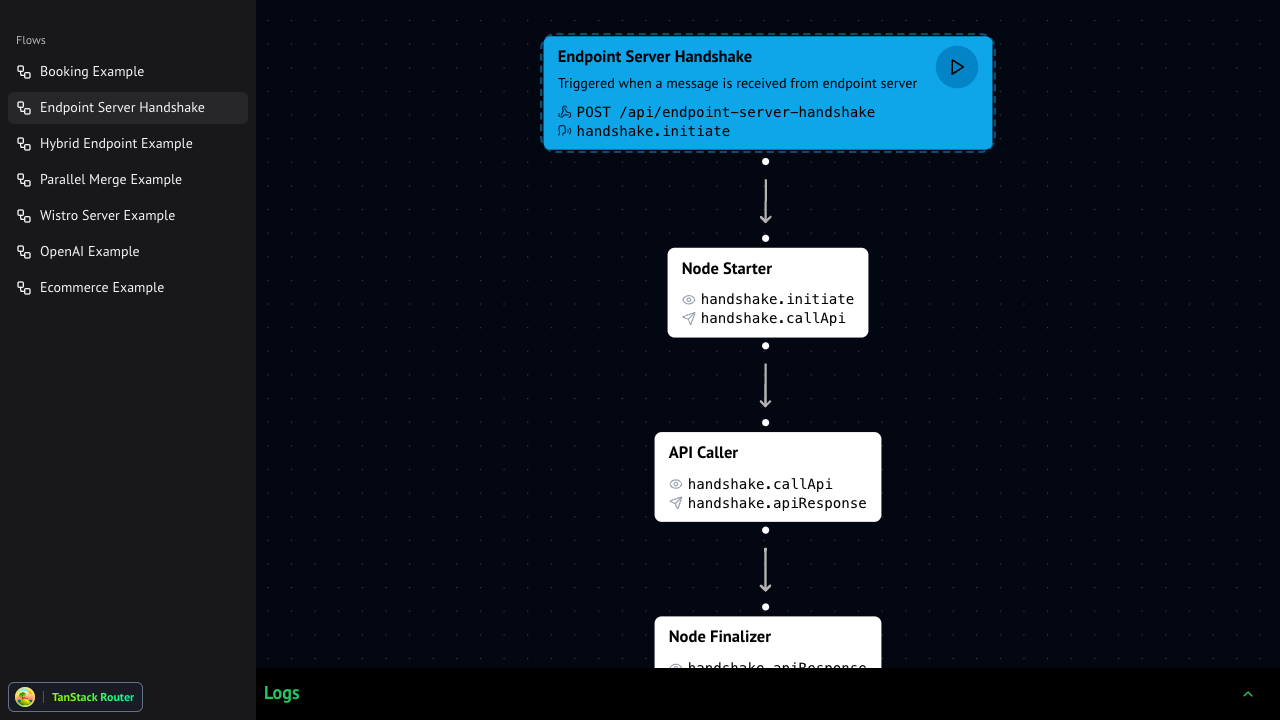 Flows
Booking Example
Endpoint Server Handshake
Hybrid Endpoint Example
Parallel Merge Example
Wistro Server Example
OpenAI Example
Ecommerce Example
TanStack Router
Endpoint Server Handshake
Triggered when a message is received from endpoint server
POST /api/endpoint-server-handshake
handshake.initiate
Node Starter
handshake.initiate
handshake.callApi
API Caller
handshake.callApi
handshake.apiResponse
Node Finalizer
handshake.apiResponse
Logs